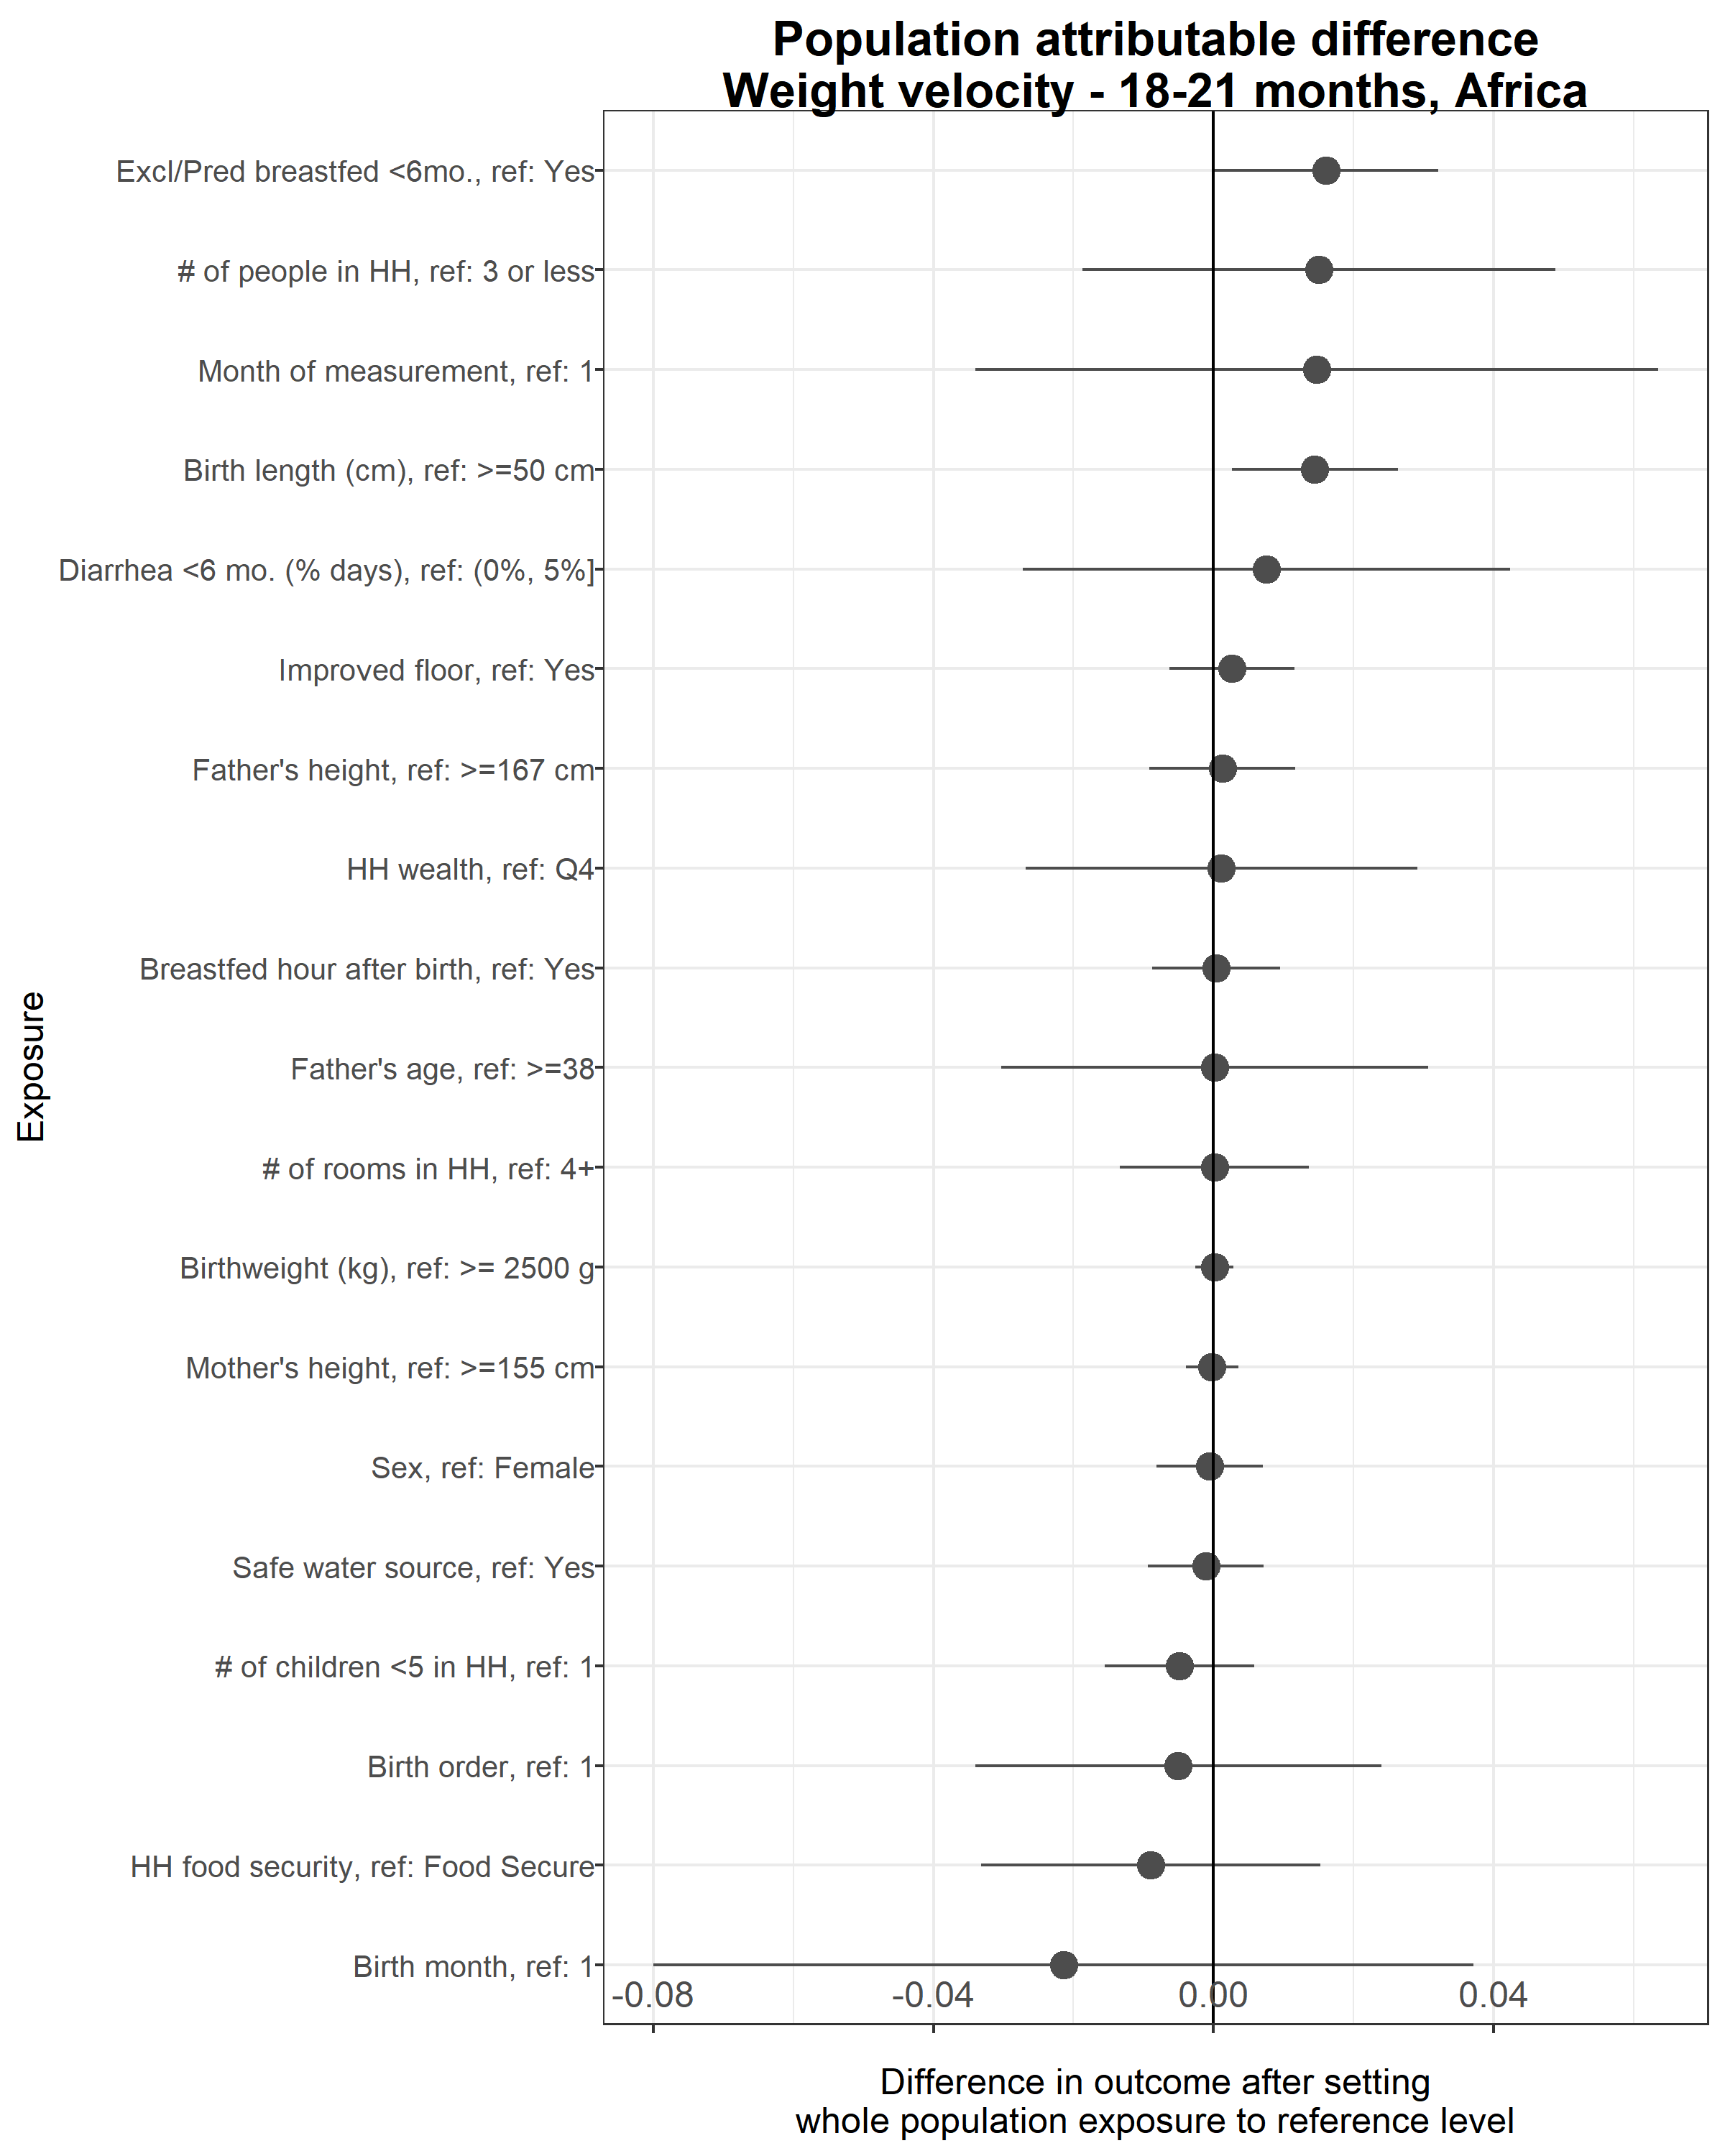 Population attributable difference
Weight velocity - 18-21 months, Africa
Excl/Pred breastfed <6mo., ref: Yes
# of people in HH, ref: 3 or less
Month of measurement, ref: 1
Birth length (cm), ref: >=50 cm
Diarrhea <6 mo. (% days), ref: (0%, 5%]
Improved floor, ref: Yes
Father's height, ref: >=167 cm
HH wealth, ref: Q4
Breastfed hour after birth, ref: Yes
Father's age, ref: >=38
# of rooms in HH, ref: 4+
Birthweight (kg), ref: >= 2500 g
Mother's height, ref: >=155 cm
Sex, ref: Female
Safe water source, ref: Yes
# of children <5 in HH, ref: 1
Birth order, ref: 1
HH food security, ref: Food Secure
Birth month, ref: 1
Exposure
-0.08 -0.04 0.00 0.04
Difference in outcome after setting
whole population exposure to reference level